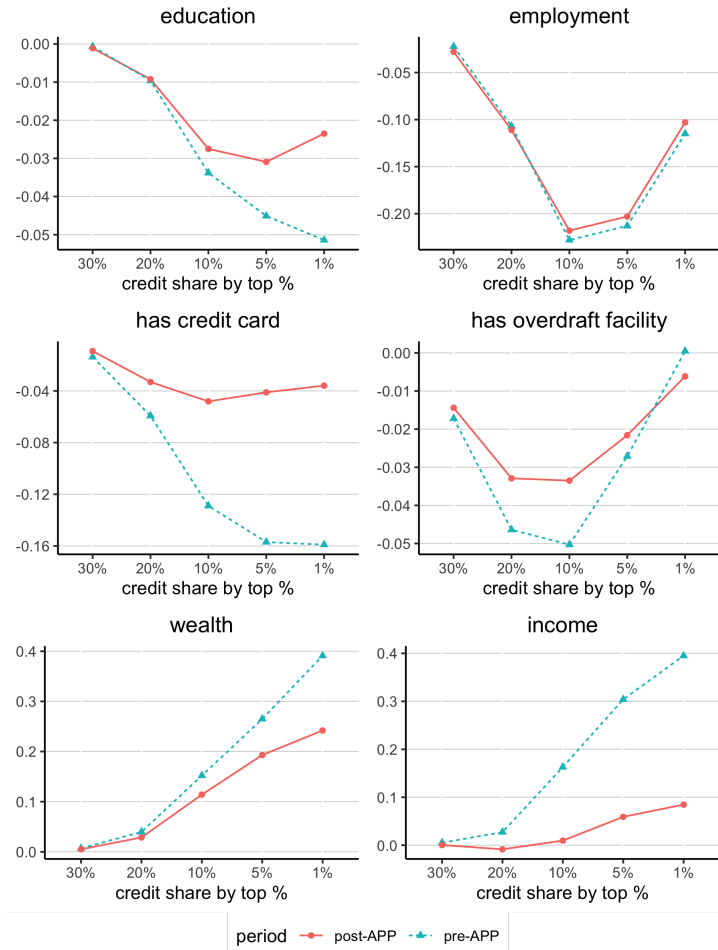 education
0.00
-0.01
-0.02
-0.03
-0.04
-0.05
30% 20% 10% 5% 1%
credit share by top %
employment
-0.05
-0.10
-0.15
-0.20
30% 20% 10% 5% 1%
credit share by top %
has credit card
-0.04
-0.08
-0.12
-0.16
30% 20% 10% 5% 1%
credit share by top %
has overdraft facility
0.00
-0.01
-0.02
-0.03
-0.04
-0.05
30% 20% 10% 5% 1%
credit share by top %
wealth
0.4
0.3
0.2
0.1
0.0
30% 20% 10% 5% 1%
credit share by top %
income
0.4
0.3
0.2
0.1
0.0
30% 20% 10% 5% 1%
credit share by top %
period post-APP pre-APP